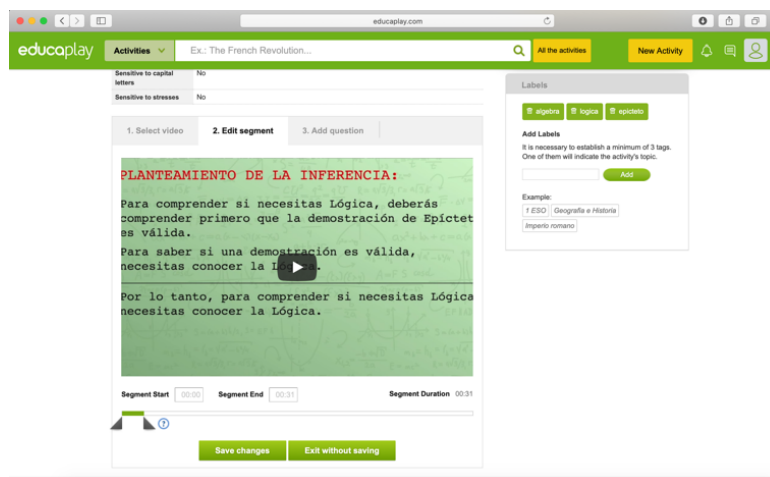 educaplay.com
educaplay
Activities
Ex.: The French Revolution...
All the activities
New Activity
Sensitive to capital
letters
No
Sensitive to stresses
No
1. Select video
2. Edit segment
3. Add question
PLANTEAMIENTO DE LA INFERENCIA:
Para comprender si necesitas Lógica, deberás
comprender primero que la demostración de Epíctet
es válida.
Para saber si una demostración es válida,
necesitas conocer la Lógica.
Por lo tanto, para comprender si necesitas Lógica
necesitas conocer la Lógica.
Segment Start
00:00
Segment End
00:31
Segment Duration 00:31
?
Save changes
Exit without saving
Labels
algebra
logica
epicteto
Add Labels
It is necessary to establish a minimum of 3 tags.
One of them will indicate the activity's topic.
Add
Example:
1 ESO
Geografía e Historia
Imperio romano